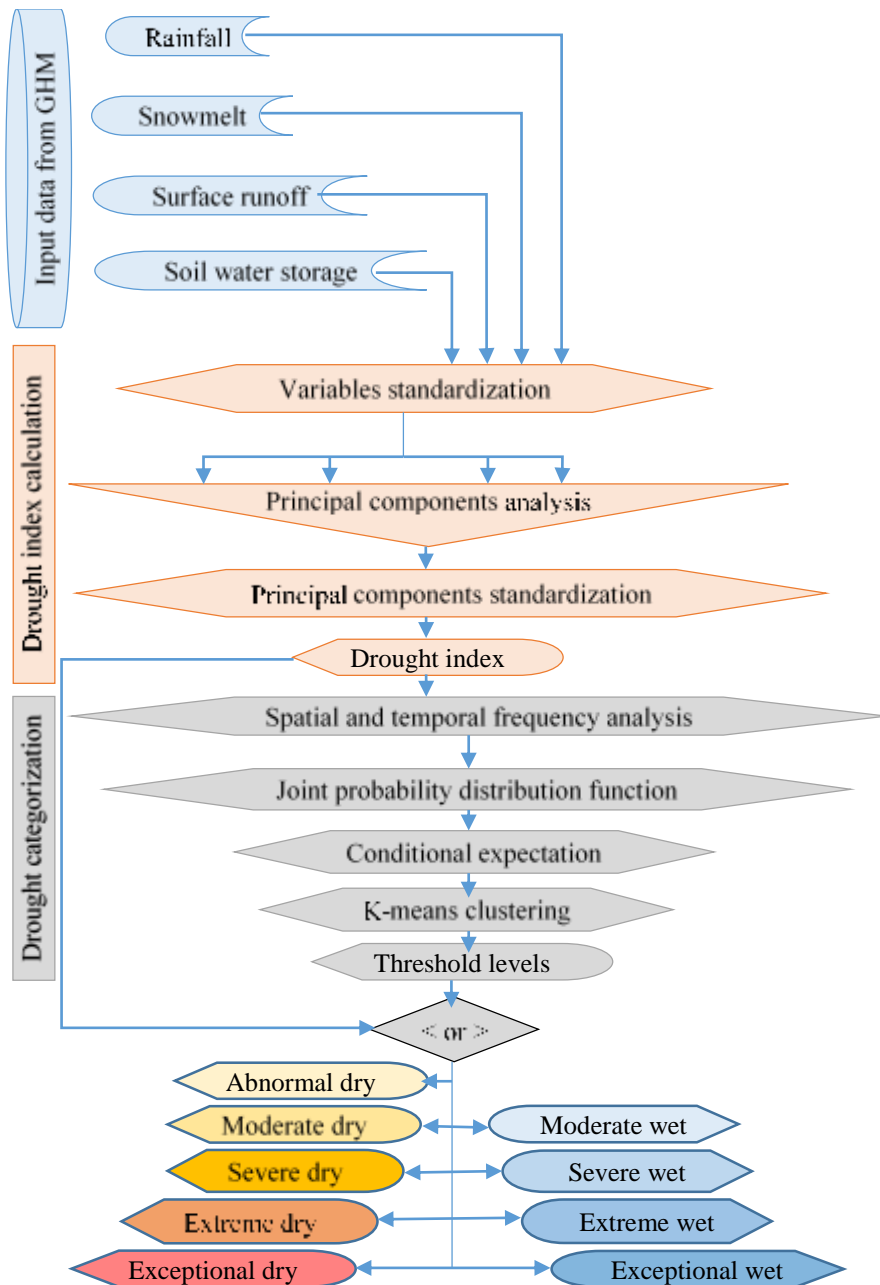 Input data from GHM
Rainfall
Snowmelt
Surface runoff
Soil water storage
Drought index calculation
Variables standardization
Principal components analysis
Principal components standardization
Drought index
Drought categorization
Spatial and temporal frequency analysis
Joint probability distribution function
Conditional expectation
K-means clustering
Threshold levels
< or >
Abnormal dry
Moderate dry
Moderate wet
Severe dry
Severe wet
Extreme dry
Extreme wet
Exceptional dry
Exceptional wet